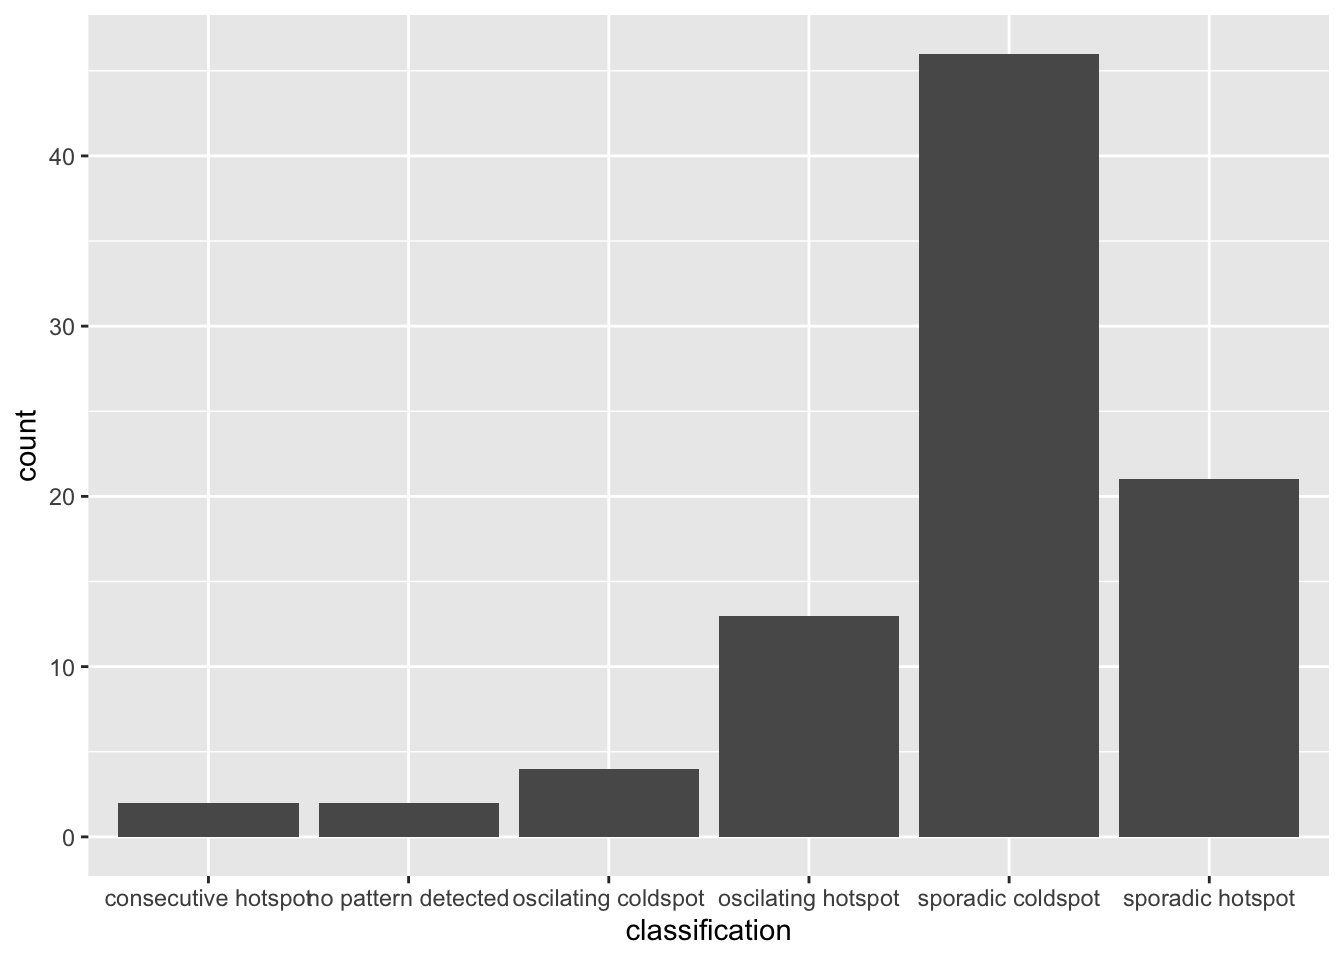 40
30
20
10
0
count
consecutive hotspot no pattern detected oscilating coldspot oscilating hotspot sporadic coldspot sporadic hotspot
classification